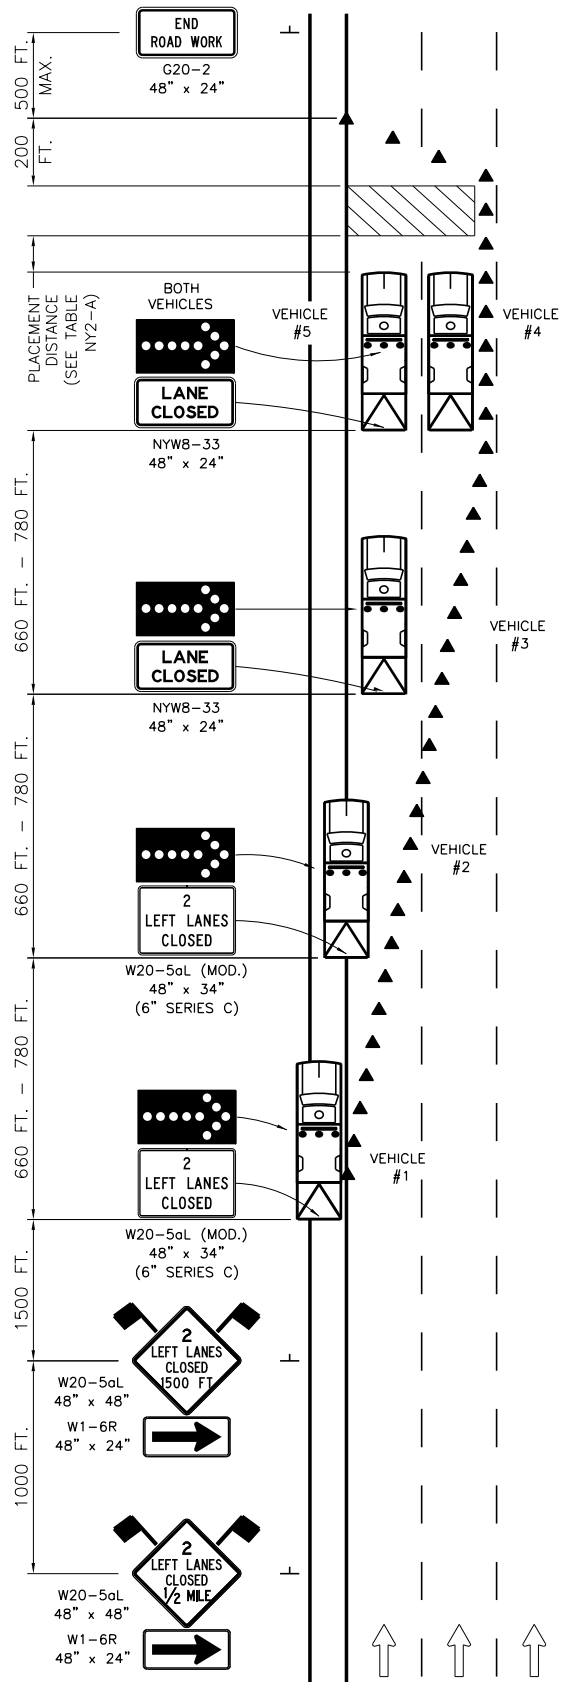 END
ROAD WORK
G20-2
48" x 24"
500 FT.
MAX.
200
FT.
PLACEMENT
DISTANCE
(SEE TABLE
NY2-A)
BOTH
VEHICLES
VEHICLE
#5
VEHICLE
#4
LANE
CLOSED
NYW8-33
48" x 24"
660 FT. - 780 FT.
VEHICLE
#3
LANE
CLOSED
NYW8-33
48" x 24"
660 FT. - 780 FT.
VEHICLE
#2
2
LEFT LANES
CLOSED
W20-5aL (MOD.)
48" x 34"
(6" SERIES C)
660 FT. - 780 FT.
VEHICLE
#1
2
LEFT LANES
CLOSED
W20-5aL (MOD.)
48" x 34"
(6" SERIES C)
1500 FT.
2
LEFT LANES
CLOSED
1500 FT
W20-5aL
48" x 48"
W1-6R
48" x 24"
1000 FT.
2
LEFT LANES
CLOSED
1/2 MILE
W20-5aL
48" x 48"
W1-6R
48" x 24"